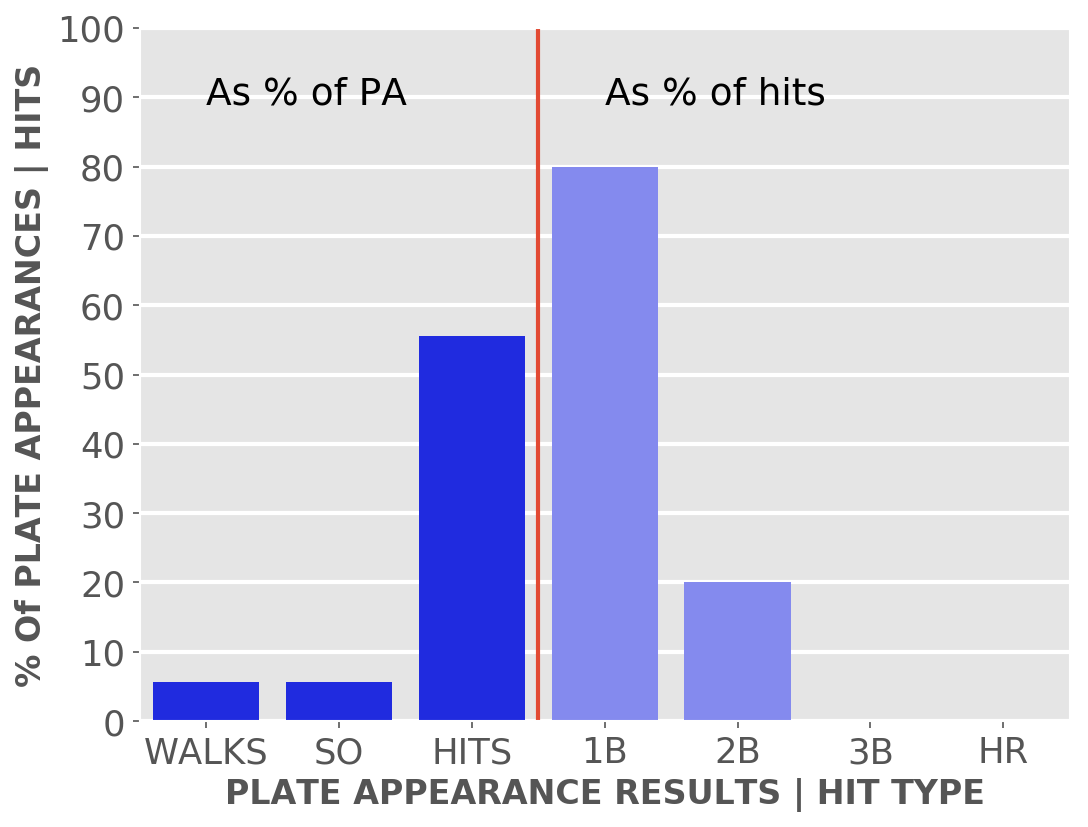 100
90
80
70
60
50
40
30
20
10
0
% Of PLATE APPEARANCES | HITS
As % of PA
As % of hits
WALKS SO HITS 1B 2B 3B HR
PLATE APPEARANCE RESULTS | HIT TYPE